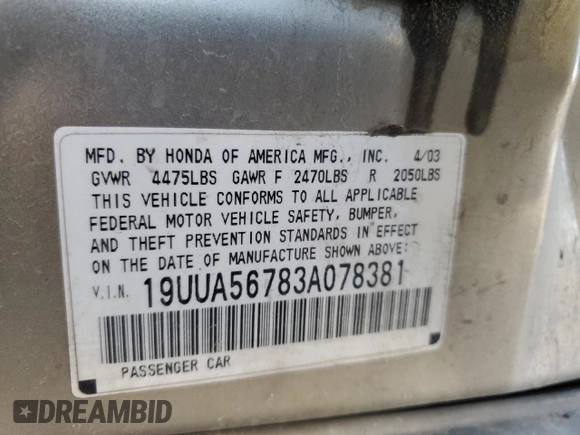 MFD. BY HONDA OF AMERICA MFG., INC. 4/03
GVWR 4475LBS GAWR F 2470LBS R 2050LBS
THIS VEHICLE CONFORMS TO ALL APPLICABLE
FEDERAL MOTOR VEHICLE SAFETY, BUMPER,
AND THEFT PREVENTION STANDARDS IN EFFECT
ON THE DATE OF MANUFACTURE SHOWN ABOVE:
V.I.N. 19UUA56783A078381
PASSENGER CAR
DREAMBID